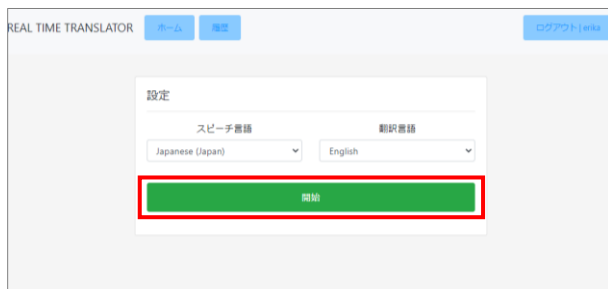 REAL TIME TRANSLATOR ホーム 履歴 ログアウト | erika
設定
スピーチ言語 翻訳言語
Japanese (Japan) English
開始